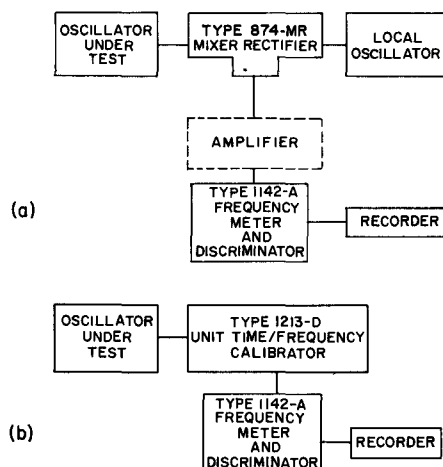 OSCILLATOR
UNDER
TEST
TYPE 874-MR
MIXER RECTIFIER
LOCAL
OSCILLATOR
AMPLIFIER
(a)
TYPE 1142-A
FREQUENCY
METER
AND
DISCRIMINATOR
RECORDER
OSCILLATOR
UNDER
TEST
TYPE 1213-D
UNIT TIME/FREQUENCY
CALIBRATOR
(b)
TYPE 1142-A
FREQUENCY
METER
AND
DISCRIMINATOR
RECORDER